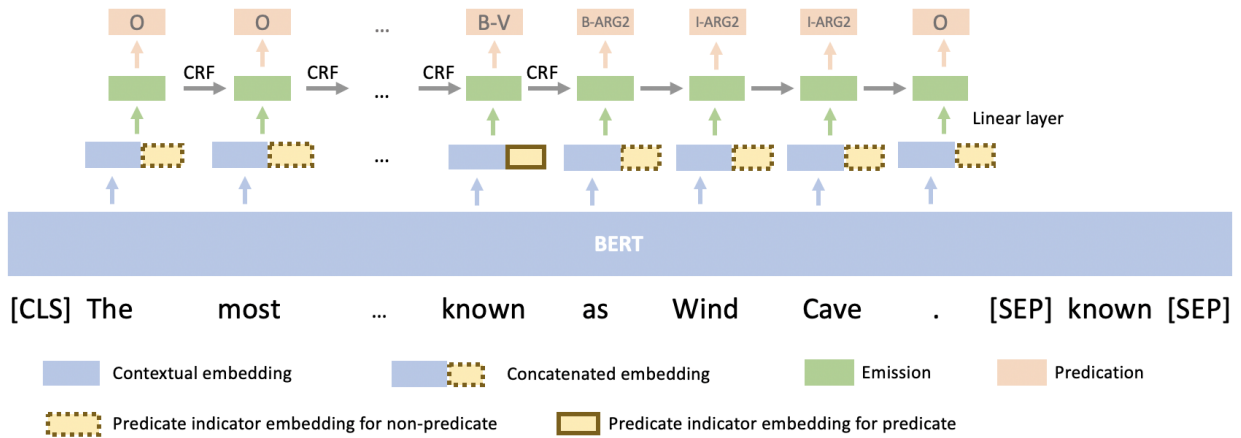 O O ... B-V B-ARG2 I-ARG2 I-ARG2 O
CRF CRF ... CRF CRF
Linear layer
...
BERT
[CLS] The most ... known as Wind Cave . [SEP] known [SEP]
Contextual embedding Concatenated embedding Emission Predication
Predicate indicator embedding for non-predicate Predicate indicator embedding for predicate